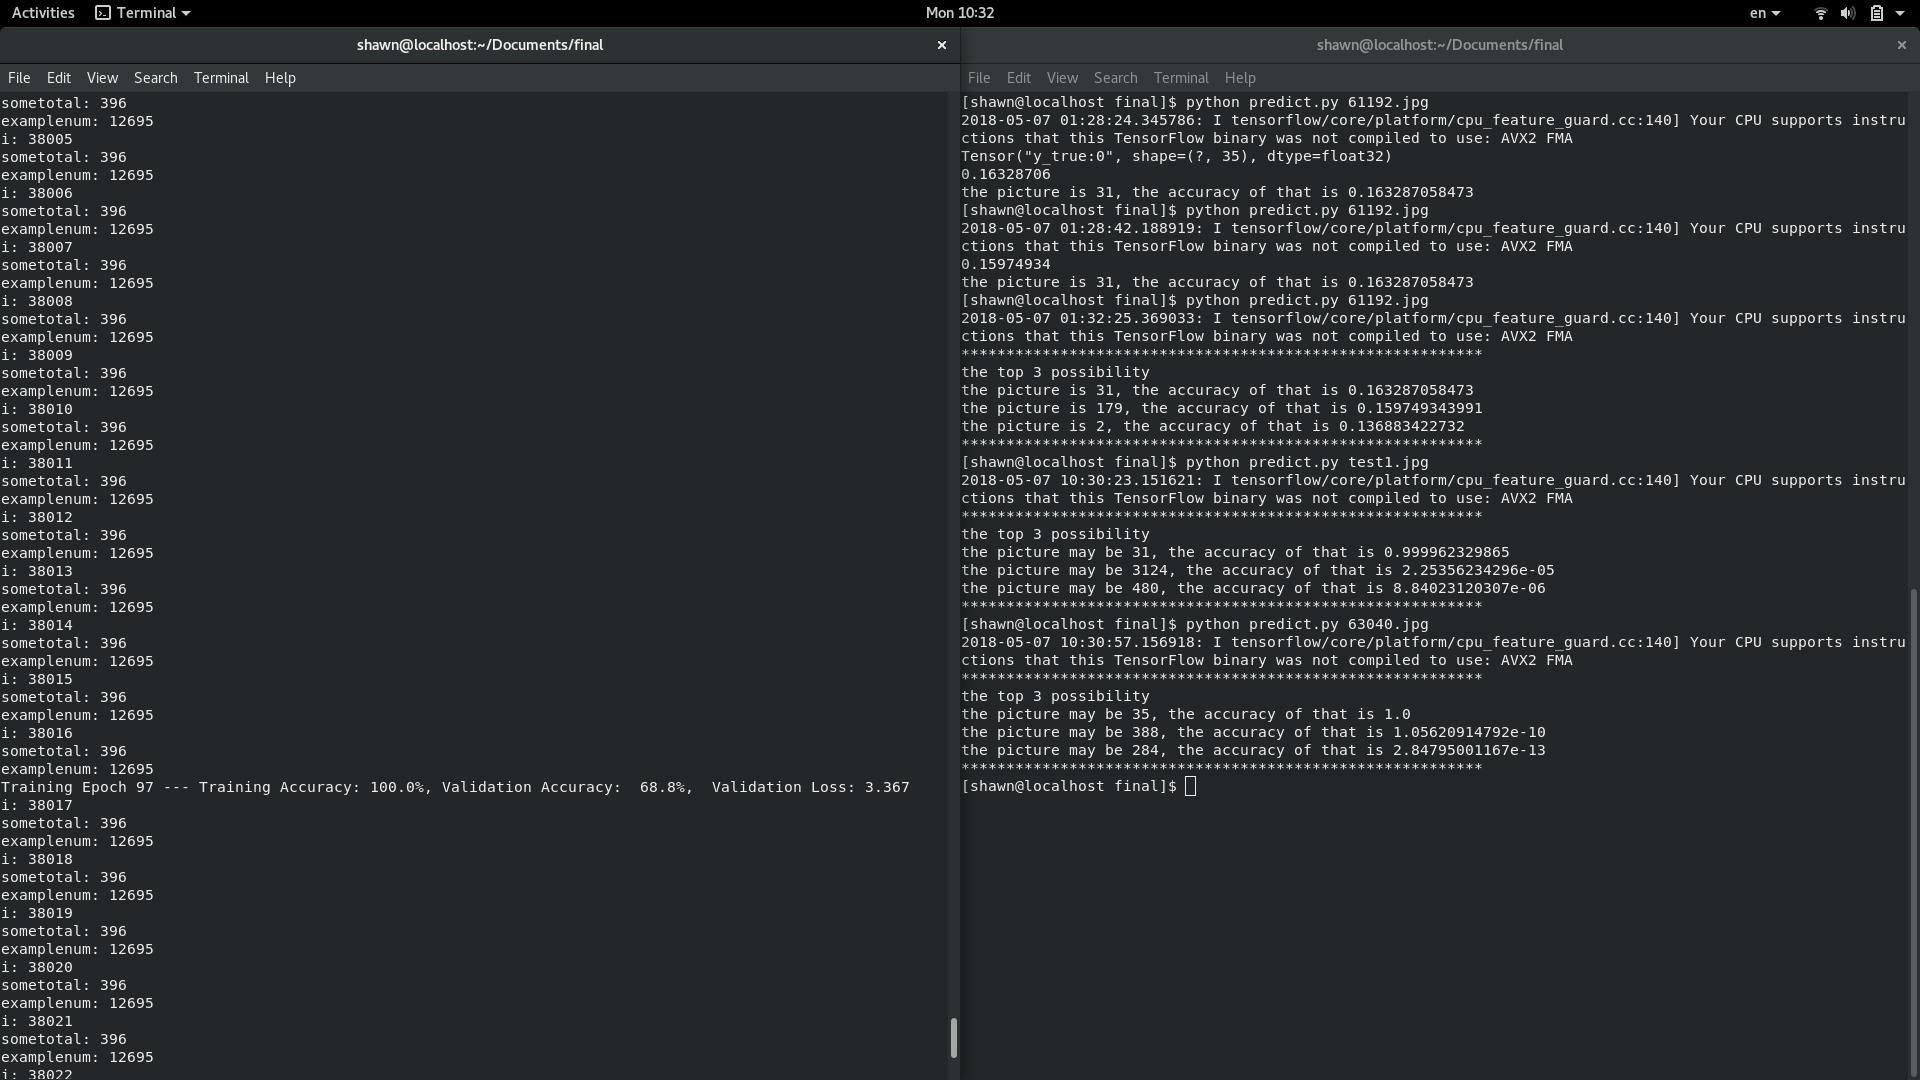 Activities Terminal Mon 10:32 en
shawn@localhost:~/Documents/final
File Edit View Search Terminal Help
sometotal: 396
examplenum: 12695
i: 38005
sometotal: 396
examplenum: 12695
i: 38006
sometotal: 396
examplenum: 12695
i: 38007
sometotal: 396
examplenum: 12695
i: 38008
sometotal: 396
examplenum: 12695
i: 38009
sometotal: 396
examplenum: 12695
i: 38010
sometotal: 396
examplenum: 12695
i: 38011
sometotal: 396
examplenum: 12695
i: 38012
sometotal: 396
examplenum: 12695
i: 38013
sometotal: 396
examplenum: 12695
i: 38014
sometotal: 396
examplenum: 12695
i: 38015
sometotal: 396
examplenum: 12695
i: 38016
sometotal: 396
examplenum: 12695
Training Epoch 97 --- Training Accuracy: 100.0%, Validation Accuracy:  68.8%,  Validation Loss: 3.367
i: 38017
sometotal: 396
examplenum: 12695
i: 38018
sometotal: 396
examplenum: 12695
i: 38019
sometotal: 396
examplenum: 12695
i: 38020
sometotal: 396
examplenum: 12695
i: 38021
sometotal: 396
examplenum: 12695
i: 38022
shawn@localhost:~/Documents/final
File Edit View Search Terminal Help
[shawn@localhost final]$ python predict.py 61192.jpg
2018-05-07 01:28:24.345786: I tensorflow/core/platform/cpu_feature_guard.cc:140] Your CPU supports instru
ctions that this TensorFlow binary was not compiled to use: AVX2 FMA
Tensor("y_true:0", shape=(?, 35), dtype=float32)
0.16328706
the picture is 31, the accuracy of that is 0.163287058473
[shawn@localhost final]$ python predict.py 61192.jpg
2018-05-07 01:28:42.188919: I tensorflow/core/platform/cpu_feature_guard.cc:140] Your CPU supports instru
ctions that this TensorFlow binary was not compiled to use: AVX2 FMA
0.15974934
the picture is 31, the accuracy of that is 0.163287058473
[shawn@localhost final]$ python predict.py 61192.jpg
2018-05-07 01:32:25.369033: I tensorflow/core/platform/cpu_feature_guard.cc:140] Your CPU supports instru
ctions that this TensorFlow binary was not compiled to use: AVX2 FMA
**********************************************************
the top 3 possibility
the picture is 31, the accuracy of that is 0.163287058473
the picture is 179, the accuracy of that is 0.159749343991
the picture is 2, the accuracy of that is 0.136883422732
**********************************************************
[shawn@localhost final]$ python predict.py test1.jpg
2018-05-07 10:30:23.151621: I tensorflow/core/platform/cpu_feature_guard.cc:140] Your CPU supports instru
ctions that this TensorFlow binary was not compiled to use: AVX2 FMA
**********************************************************
the top 3 possibility
the picture may be 31, the accuracy of that is 0.999962329865
the picture may be 3124, the accuracy of that is 2.25356234296e-05
the picture may be 480, the accuracy of that is 8.84023120307e-06
**********************************************************
[shawn@localhost final]$ python predict.py 63040.jpg
2018-05-07 10:30:57.156918: I tensorflow/core/platform/cpu_feature_guard.cc:140] Your CPU supports instru
ctions that this TensorFlow binary was not compiled to use: AVX2 FMA
**********************************************************
the top 3 possibility
the picture may be 35, the accuracy of that is 1.0
the picture may be 388, the accuracy of that is 1.05620914792e-10
the picture may be 284, the accuracy of that is 2.84795001167e-13
**********************************************************
[shawn@localhost final]$